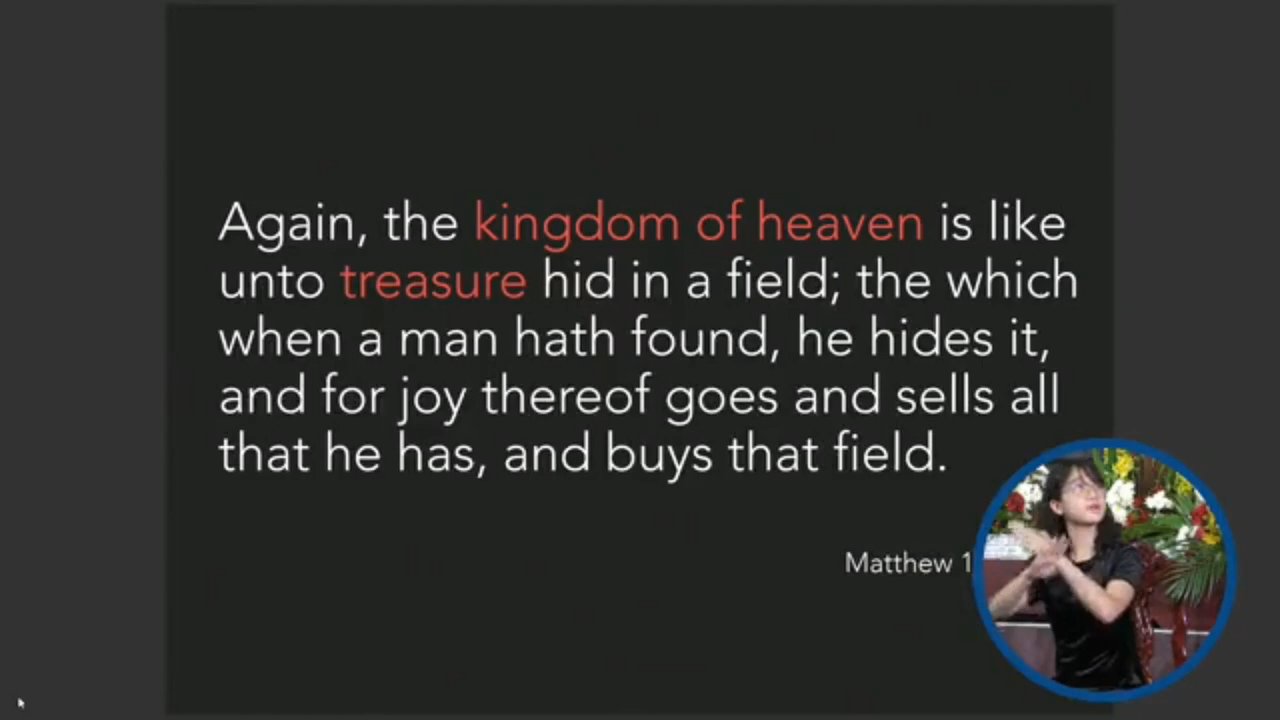 Again, the kingdom of heaven is like
unto treasure hid in a field; the which
when a man hath found, he hides it,
and for joy thereof goes and sells all
that he has, and buys that field.
Matthew 1